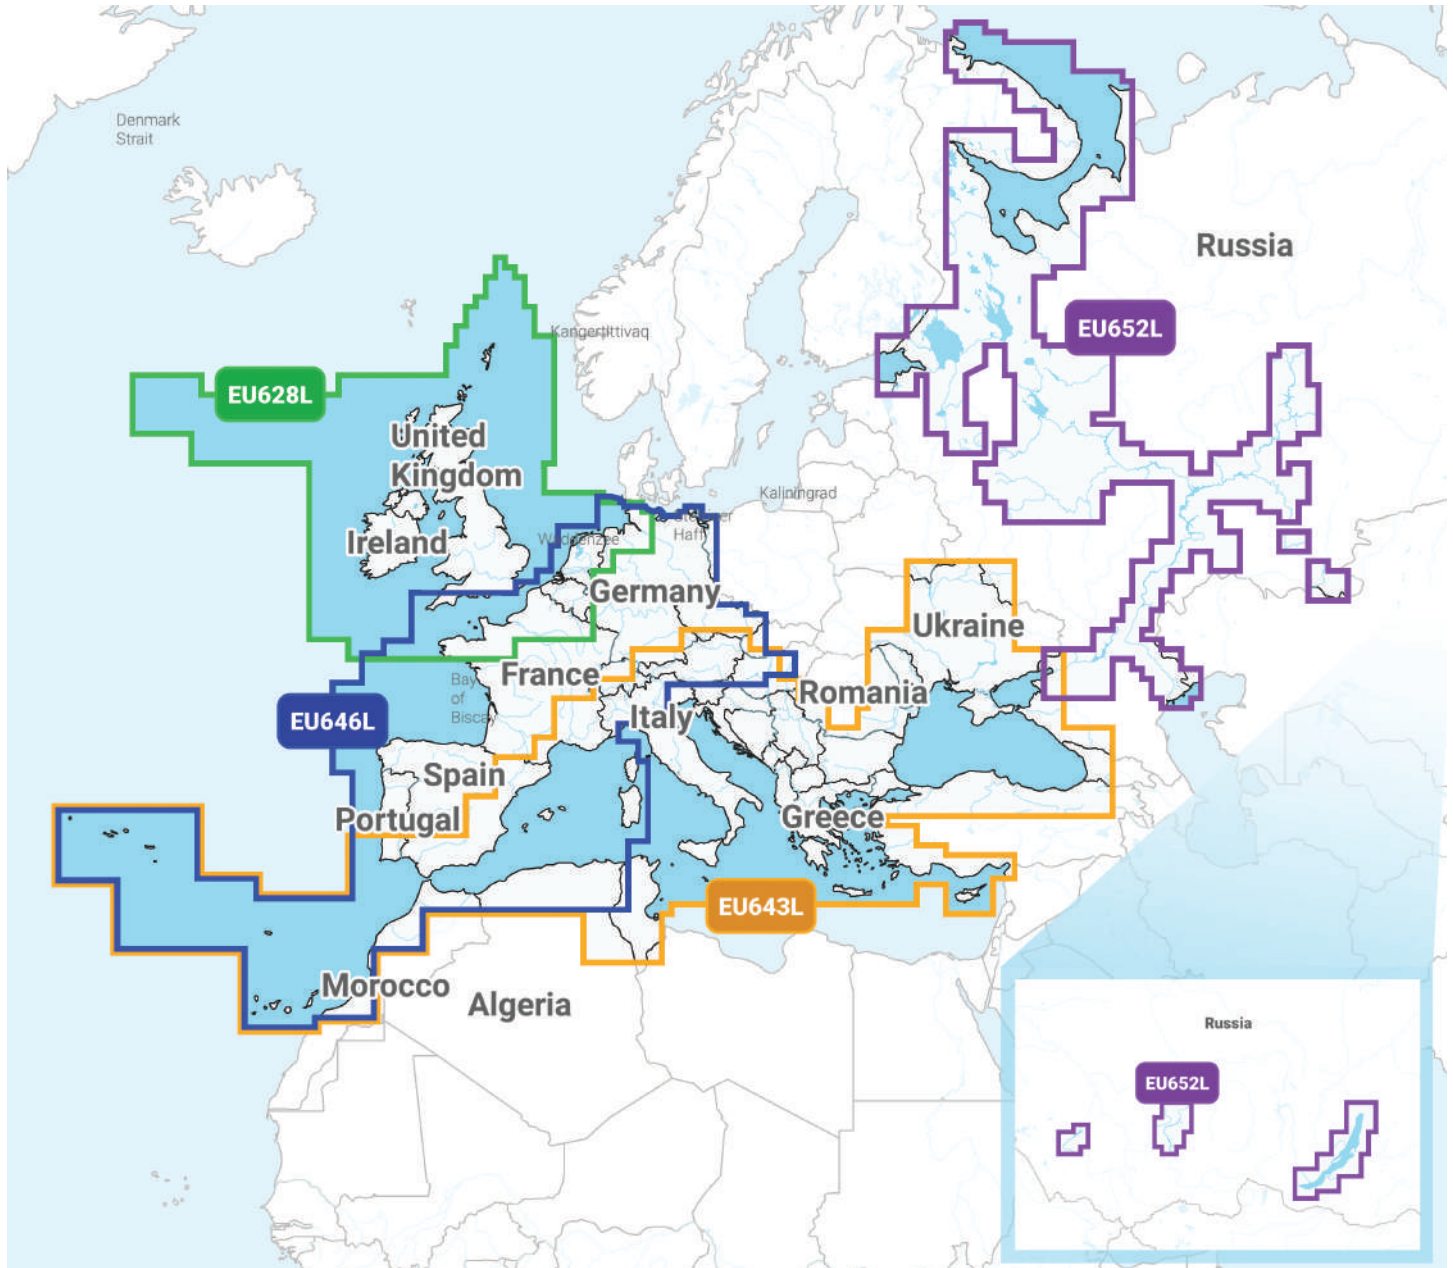 Denmark
Strait
Russia
EU652L
Kangertittivaq
EU628L
United
Kingdom
Kaliningrad
Ireland
Haff
Germany
Ukraine
France
Bay
of
Biscay
Romania
EU646L
Italy
Spain
Portugal
Greece
EU643L
Morocco
Algeria
Russia
EU652L